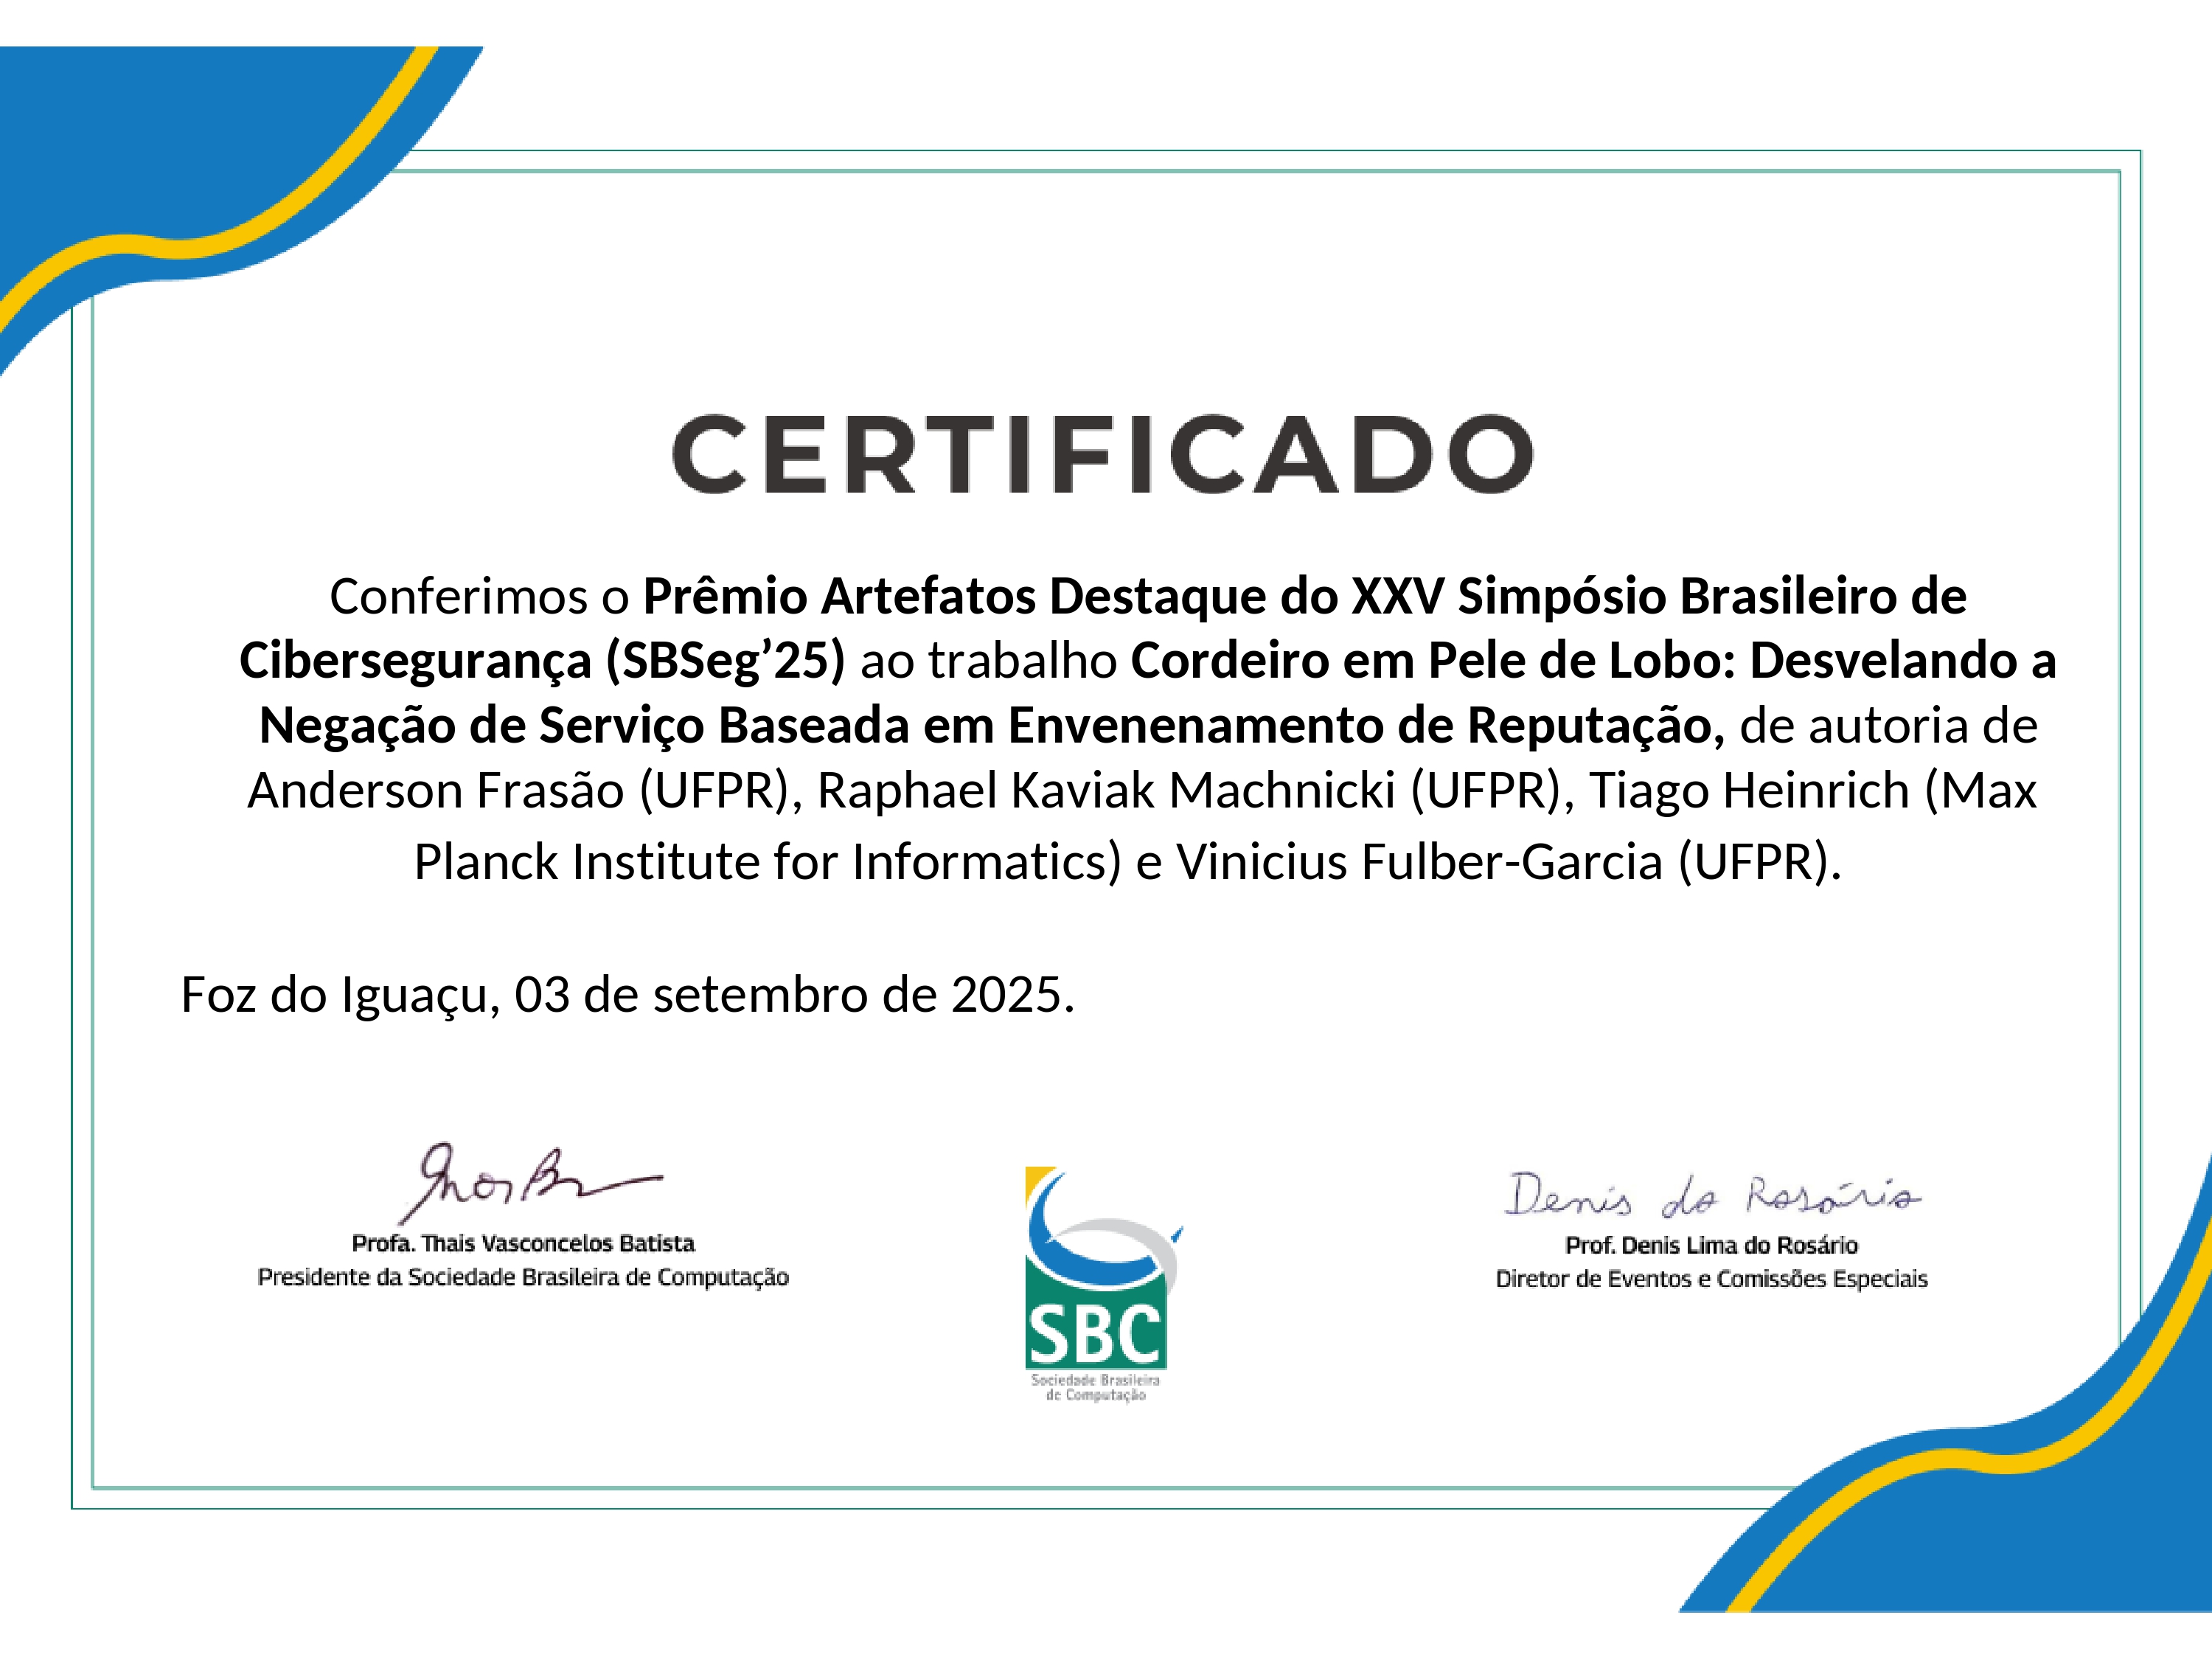 CERTIFICADO
Conferimos o Prêmio Artefatos Destaque do XXV Simpósio Brasileiro de
Cibersegurança (SBSeg’25) ao trabalho Cordeiro em Pele de Lobo: Desvelando a
Negação de Serviço Baseada em Envenenamento de Reputação, de autoria de
Anderson Frasão (UFPR), Raphael Kaviak Machnicki (UFPR), Tiago Heinrich (Max
Planck Institute for Informatics) e Vinicius Fulber-Garcia (UFPR).
Foz do Iguaçu, 03 de setembro de 2025.
Profa. Thais Vasconcelos Batista
Presidente da Sociedade Brasileira de Computação
SBC
Sociedade Brasileira
de Computação
Denis do Rosário
Prof. Denis Lima do Rosário
Diretor de Eventos e Comissões Especiais